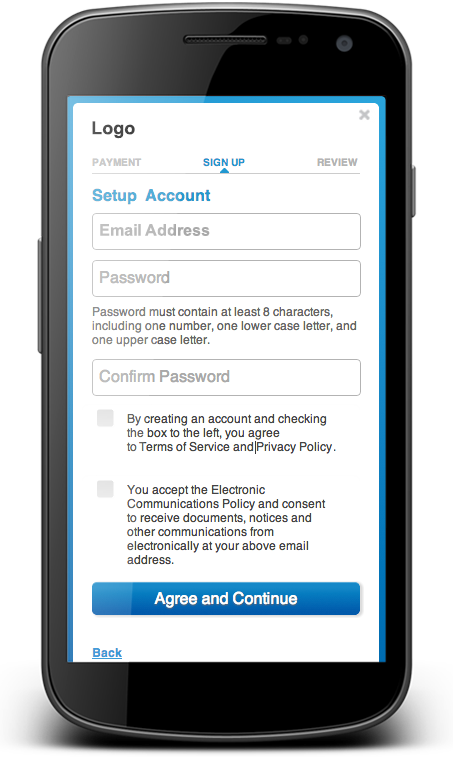 Logo
PAYMENT SIGN UP REVIEW
Setup Account
Email Address
Password
Password must contain at least 8 characters,
including one number, one lower case letter, and
one upper case letter.
Confirm Password
By creating an account and checking
the box to the left, you agree
to Terms of Service and Privacy Policy.
You accept the Electronic
Communications Policy and consent
to receive documents, notices and
other communications from
electronically at your above email
address.
Agree and Continue
Back